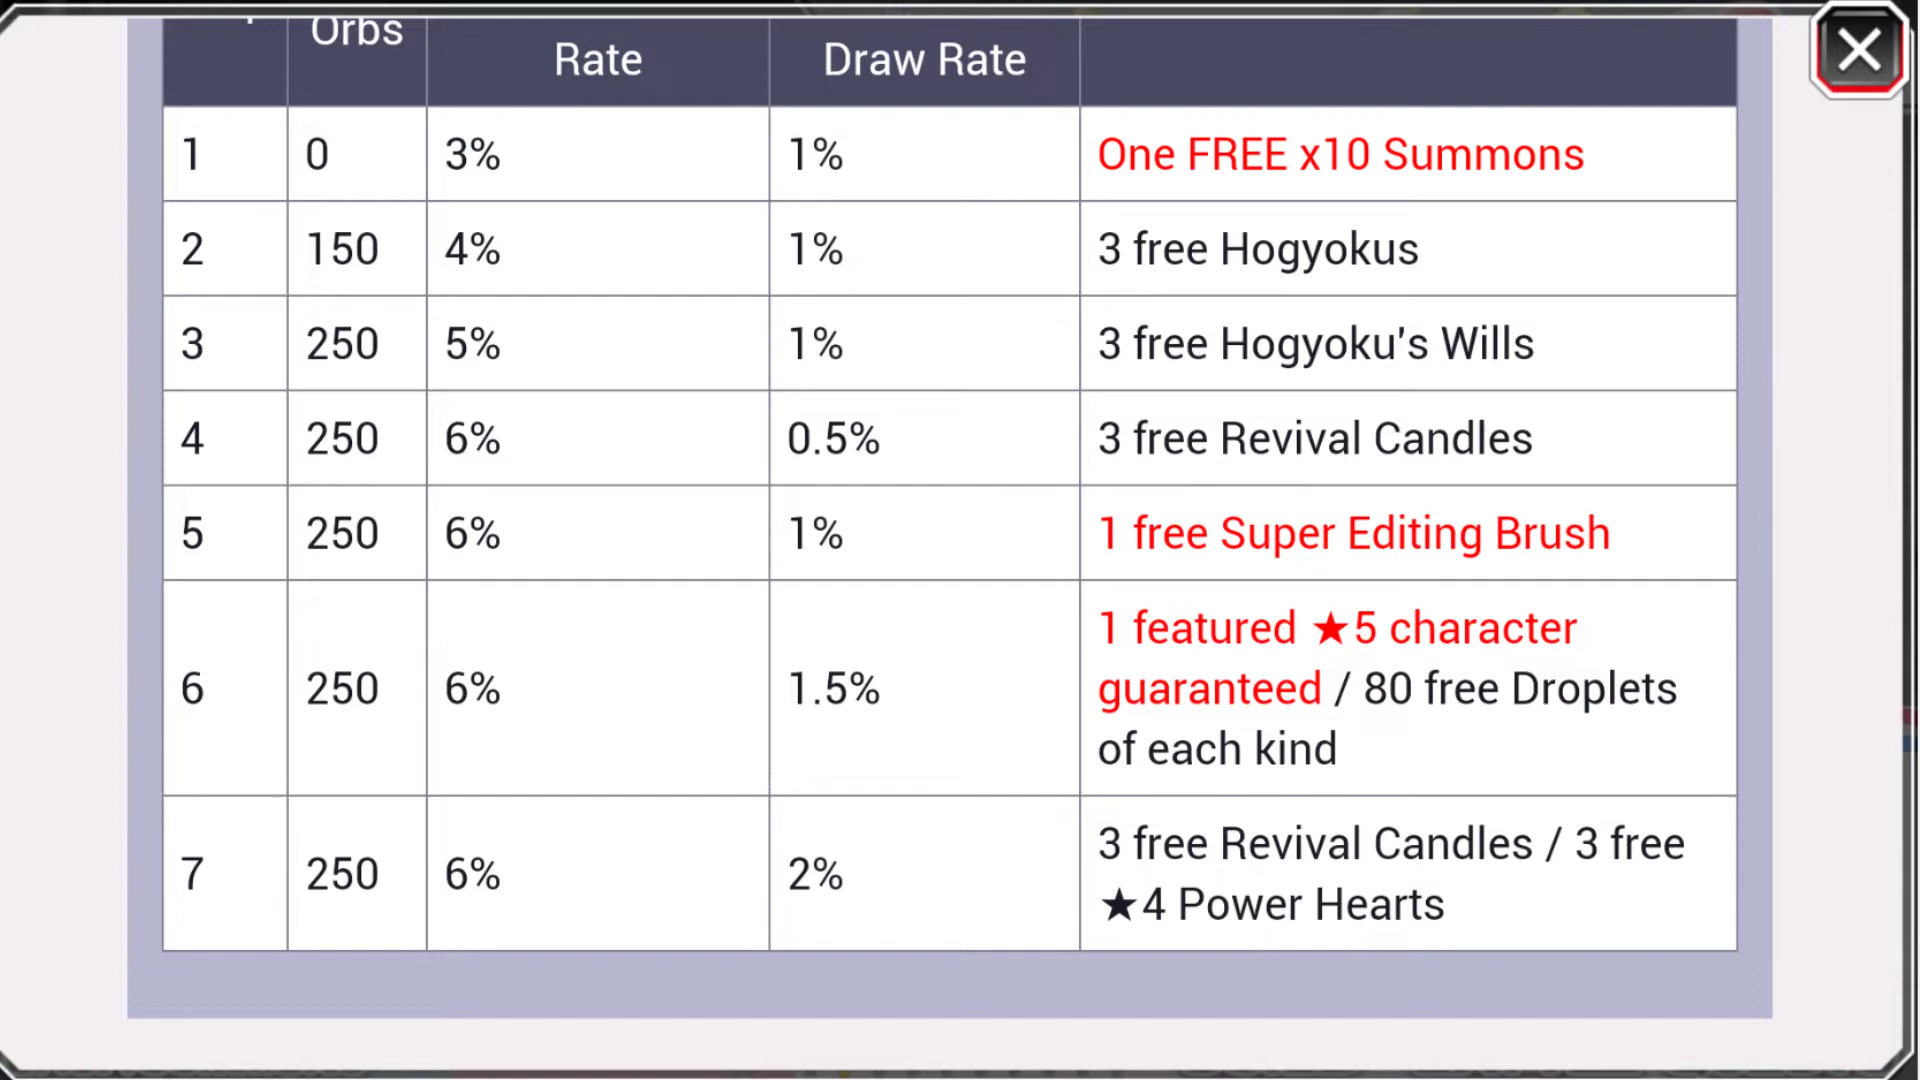 Orbs
Rate
Draw Rate
1 0 3% 1% One FREE x10 Summons
2 150 4% 1% 3 free Hogyokus
3 250 5% 1% 3 free Hogyoku's Wills
4 250 6% 0.5% 3 free Revival Candles
5 250 6% 1% 1 free Super Editing Brush
6 250 6% 1.5% 1 featured ★5 character
guaranteed / 80 free Droplets
of each kind
7 250 6% 2% 3 free Revival Candles / 3 free
★4 Power Hearts